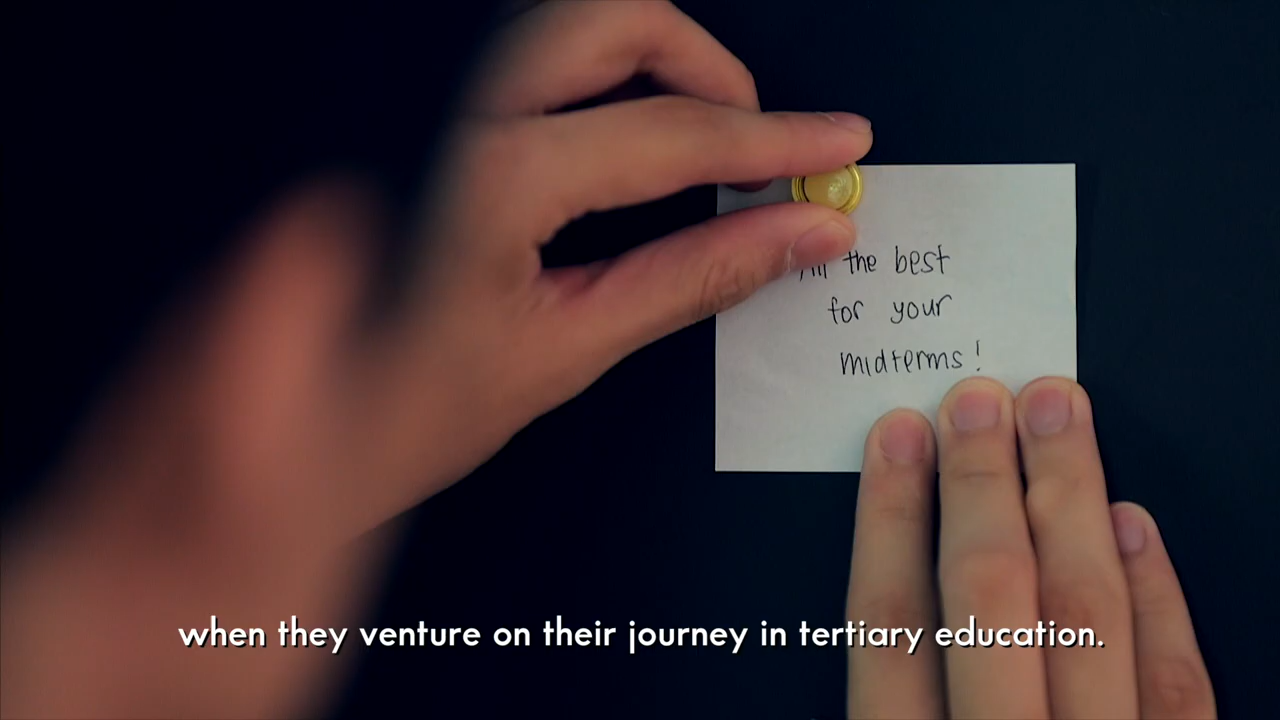 the best
for your
midterms!
when they venture on their journey in tertiary education.